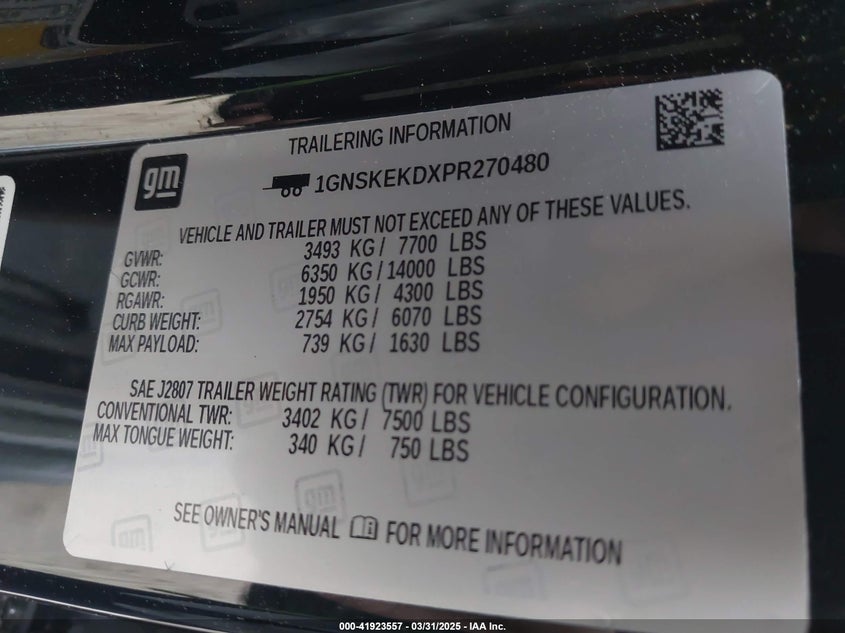 TRAILERING INFORMATION
gm
1GNSKEKDXPR270480
VEHICLE AND TRAILER MUST NOT EXCEED ANY OF THESE VALUES.
GVWR: 3493 KG / 7700 LBS
GCWR: 6350 KG / 14000 LBS
RGAWR: 1950 KG / 4300 LBS
CURB WEIGHT: 2754 KG / 6070 LBS
MAX PAYLOAD: 739 KG / 1630 LBS
SAE J2807 TRAILER WEIGHT RATING (TWR) FOR VEHICLE CONFIGURATION.
CONVENTIONAL TWR: 3402 KG / 7500 LBS
MAX TONGUE WEIGHT: 340 KG / 750 LBS
SEE OWNER'S MANUAL FOR MORE INFORMATION
000-41923557 - 03/31/2025 - IAA Inc.